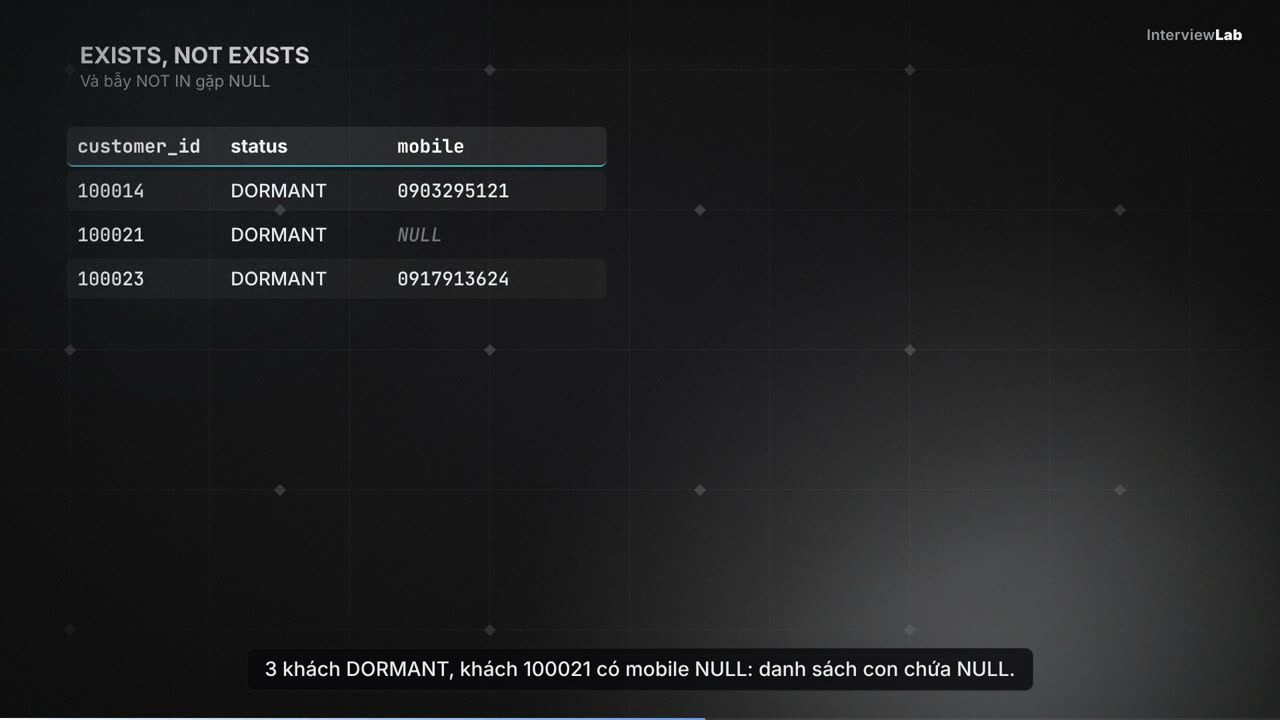 InterviewLab
EXISTS, NOT EXISTS
Và bẫy NOT IN gặp NULL
customer_id status mobile
100014 DORMANT 0903295121
100021 DORMANT NULL
100023 DORMANT 0917913624
3 khách DORMANT, khách 100021 có mobile NULL: danh sách con chứa NULL.